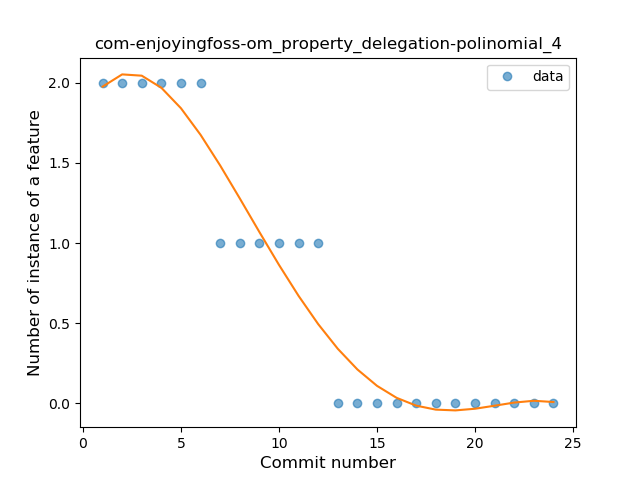 com-enjoyingfoss-om_property_delegation-polinomial_4
data
Number of instance of a feature
2.0
1.5
1.0
0.5
0.0
0 5 10 15 20 25
Commit number